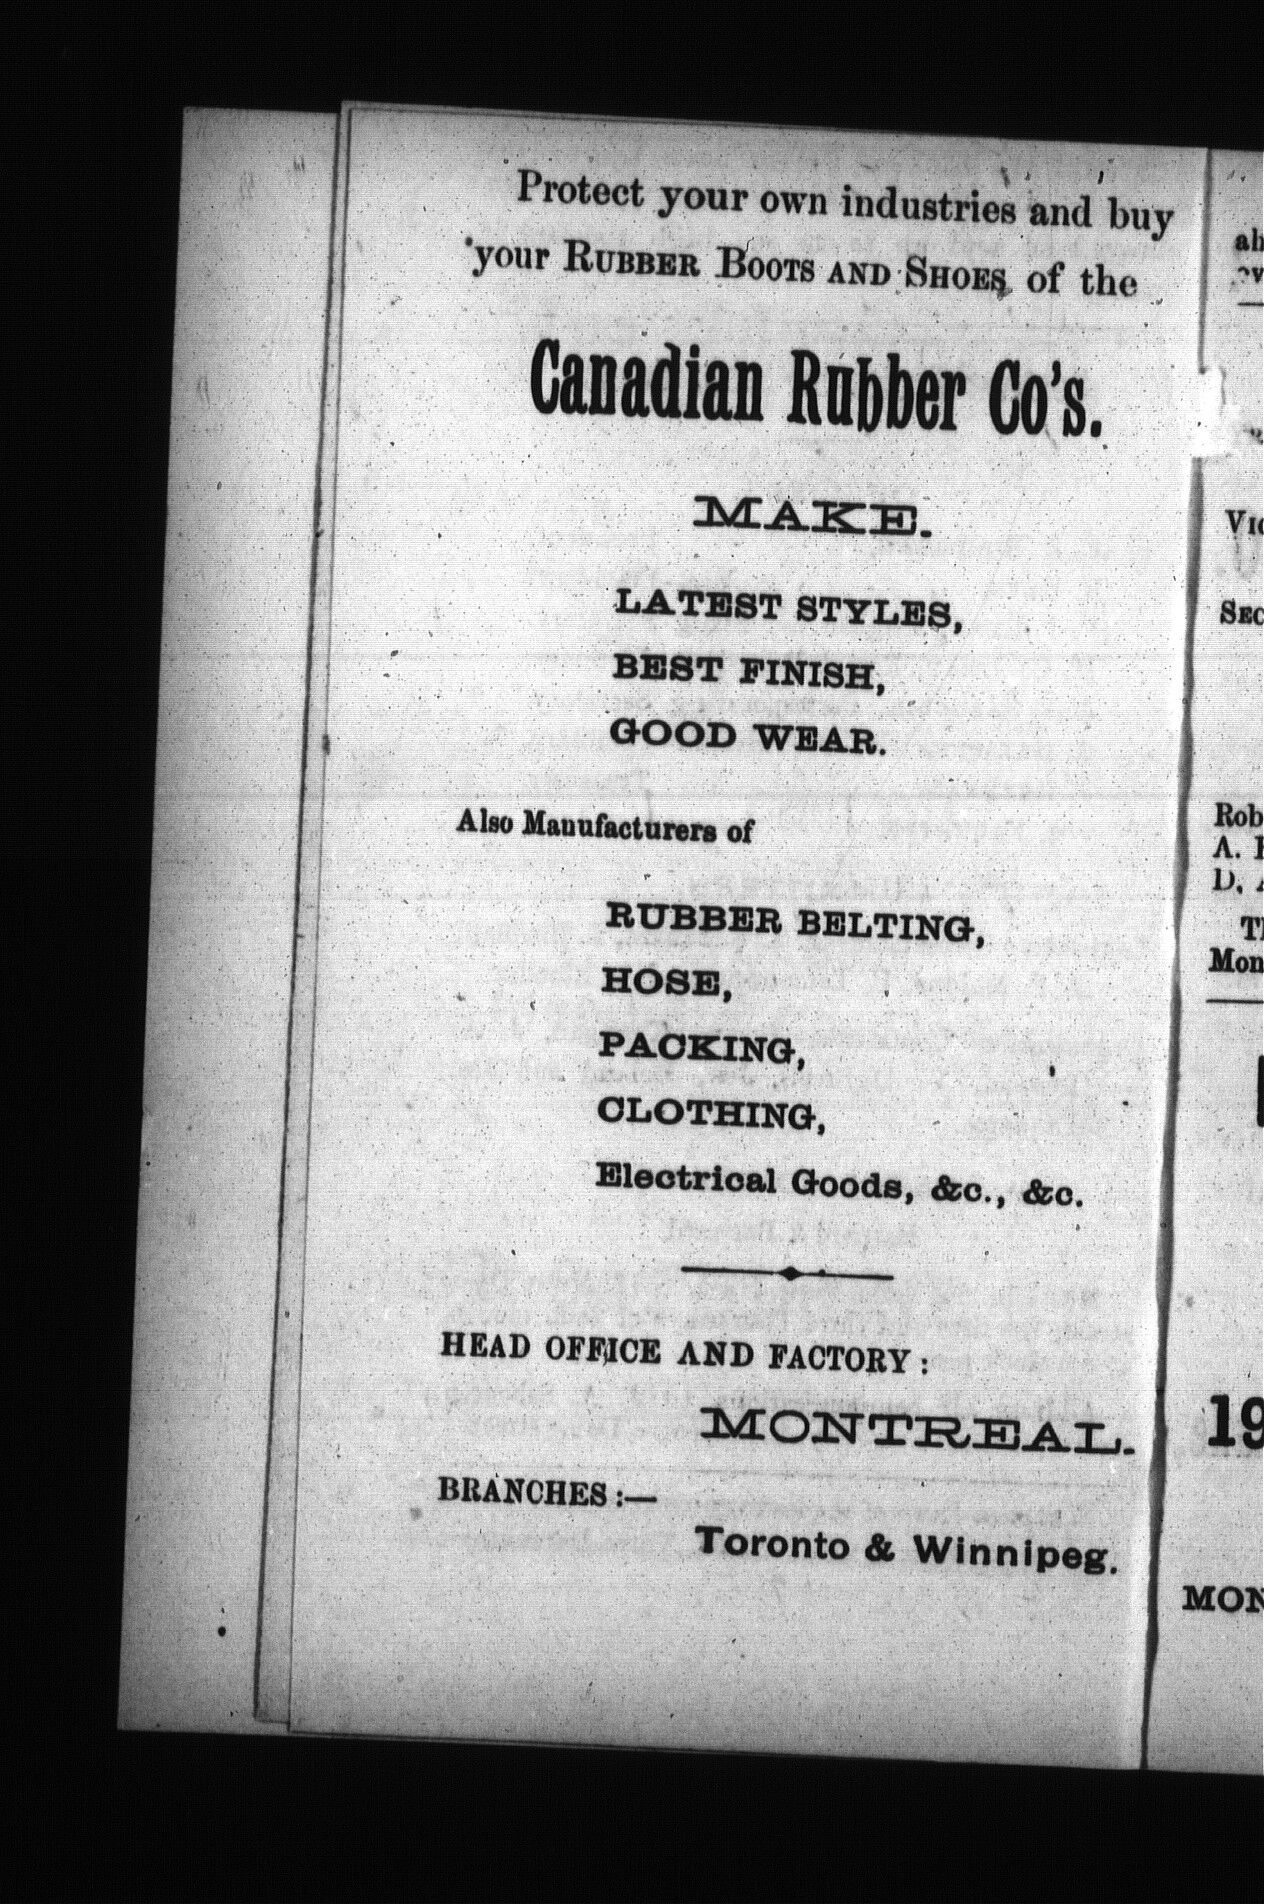 Protect your own industries and buy
your RUBBER BOOTS AND SHOES of the
Canadian Rubber Co's.
MAKE.
LATEST STYLES,
BEST FINISH,
GOOD WEAR.
Also Manufacturers of
RUBBER BELTING,
HOSE,
PACKING,
CLOTHING,
Electrical Goods, &c., &c.
HEAD OFFICE AND FACTORY :
MONTREAL.
BRANCHES :—
Toronto & Winnipeg.